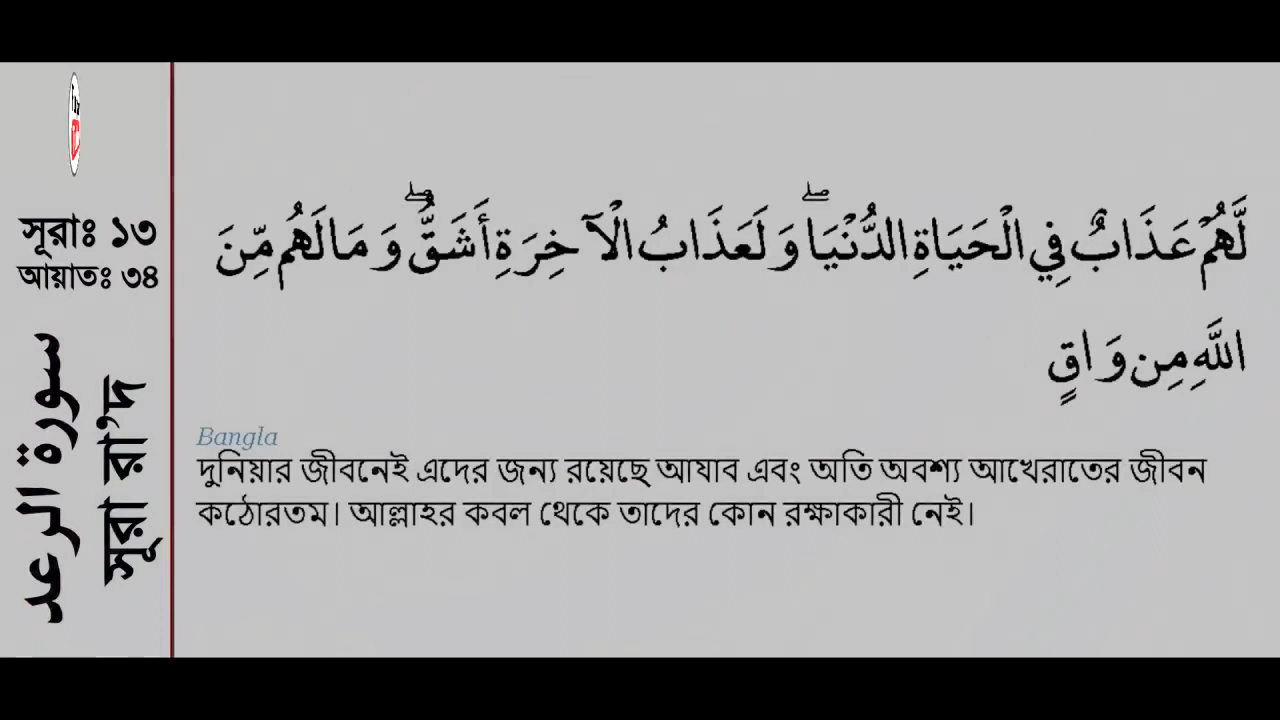 সূরাঃ ১৩
আয়াতঃ ৩৪
سورة الرعد
সূরা রা'দ
لَّهُمْ عَذَابٌ فِي الْحَيَاةِ الدُّنْيَا ۖ وَلَعَذَابُ الْآخِرَةِ أَشَقُّ ۖ وَمَا لَهُم مِّنَ
اللَّهِ مِن وَاقٍ
Bangla
দুনিয়ার জীবনেই এদের জন্য রয়েছে আযাব এবং অতি অবশ্য আখেরাতের জীবন
কঠোরতম। আল্লাহর কবল থেকে তাদের কোন রক্ষাকারী নেই।